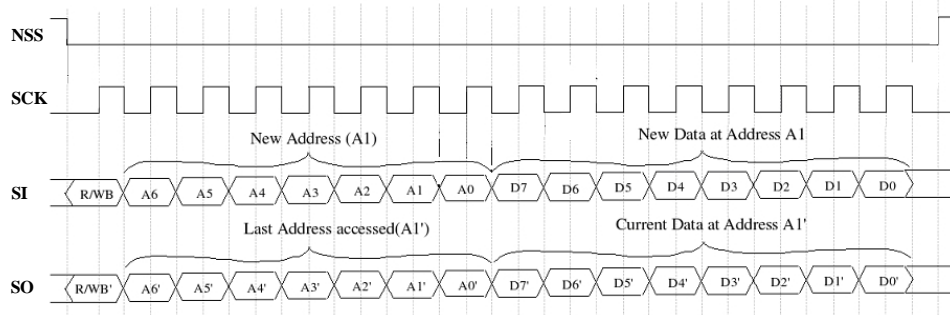 NSS
SCK
New Address (A1) New Data at Address A1
SI R/WB A6 A5 A4 A3 A2 A1 A0 D7 D6 D5 D4 D3 D2 D1 D0
Last Address accessed(A1') Current Data at Address A1'
SO R/WB' A6' A5' A4' A3' A2' A1' A0' D7' D6' D5' D4' D3' D2' D1' D0'